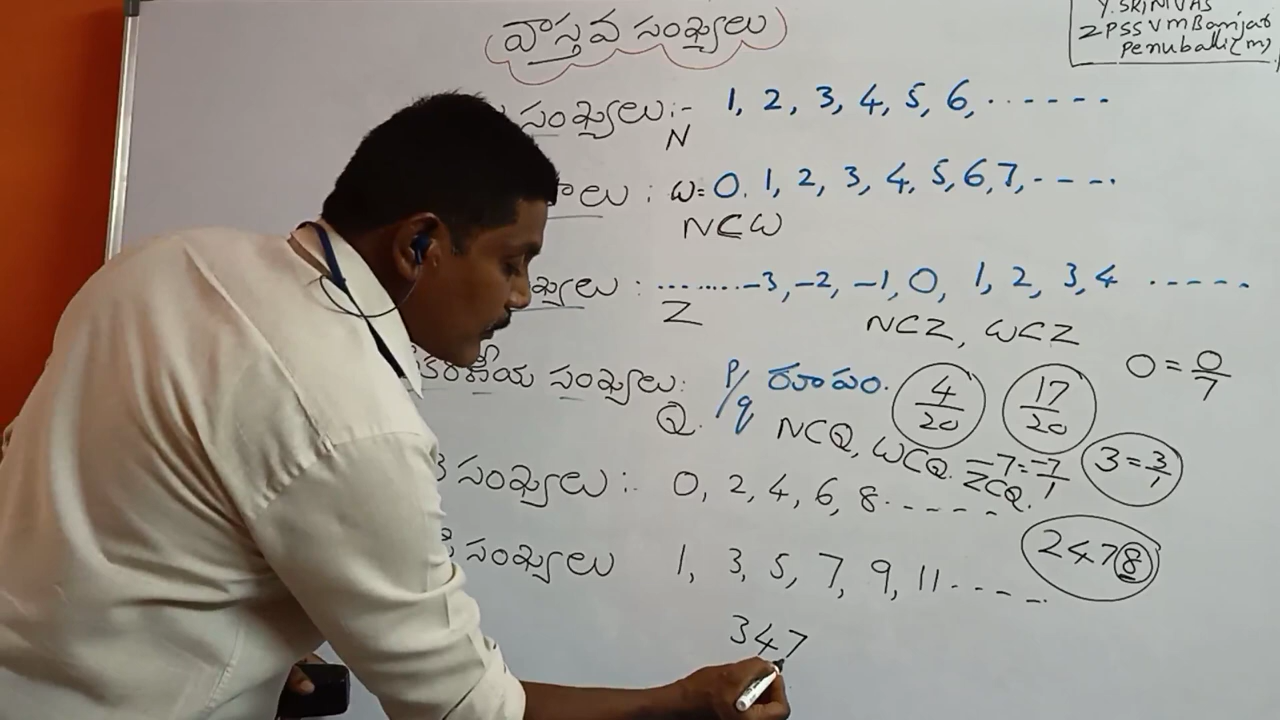 వాస్తవ సంఖ్యలు
Y.SRINIVAS
ZPSS VM Banjar
Penuballi (m)
సంఖ్యలు :- 1, 2, 3, 4, 5, 6, ......
N
: W = 0, 1, 2, 3, 4, 5, 6, 7, ----
N⊂W
: ........ -3, -2, -1, 0, 1, 2, 3, 4 -----
Z
N⊂Z, W⊂Z
సంఖ్యలు: p/q రూపం. 4/20 17/20 0 = 0/7
Q. N⊂Q, W⊂Q. -7 = -7/1 3 = 3/1
Z⊂Q.
సంఖ్యలు :. 0, 2, 4, 6, 8 -----
సంఖ్యలు 1, 3, 5, 7, 9, 11 ---- 2478
347